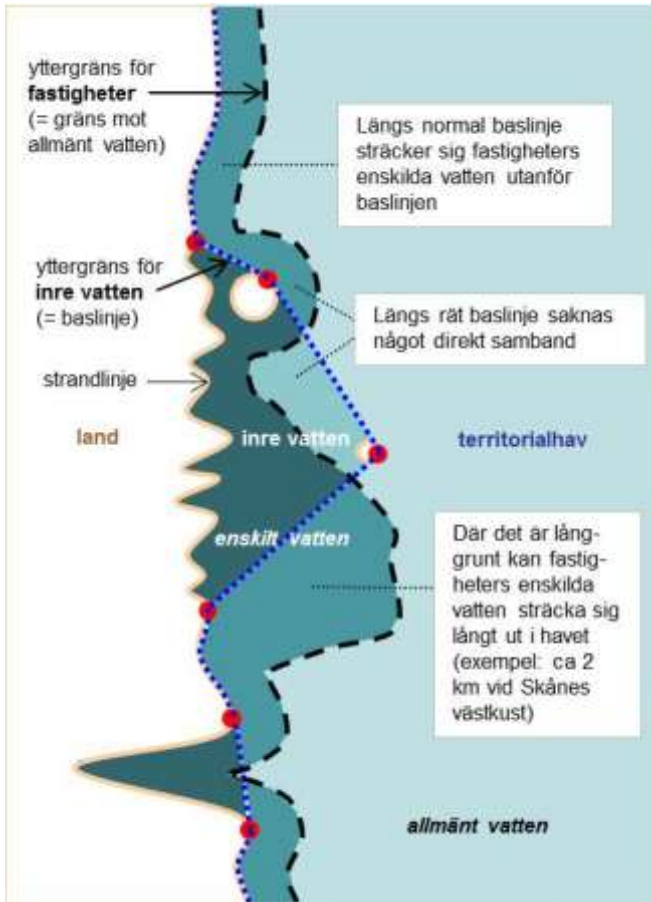 yttergräns för
fastigheter
(= gräns mot
allmänt vatten)
Längs normal baslinje
sträcker sig fastigheters
enskilda vatten utanför
baslinjen
yttergräns för
inre vatten
(= baslinje)
Längs rät baslinje saknas
något direkt samband
strandlinje
land
inre vatten
territorialhav
enskilt vatten
Där det är lång-
grunt kan fastig-
heters enskilda
vatten sträcka sig
långt ut i havet
(exempel: ca 2
km vid Skånes
västkust)
allmänt vatten